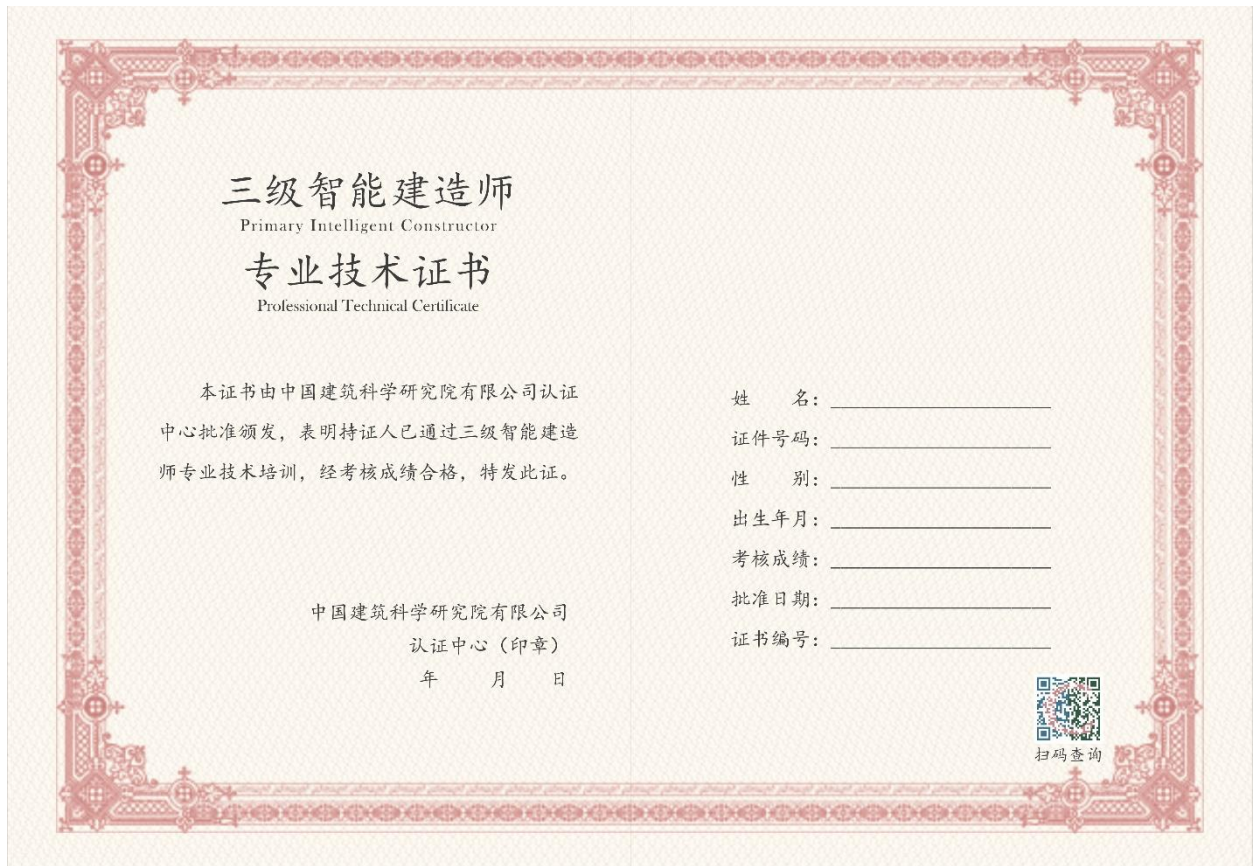 三级智能建造师
Primary Intelligent Constructor
专业技术证书
Professional Technical Certificate
本证书由中国建筑科学研究院有限公司认证
中心批准颁发，表明持证人已通过三级智能建造
师专业技术培训，经考核成绩合格，特发此证。
中国建筑科学研究院有限公司
认证中心（印章）
年 月 日
姓 名：
证件号码：
性 别：
出生年月：
考核成绩：
批准日期：
证书编号：
扫码查询